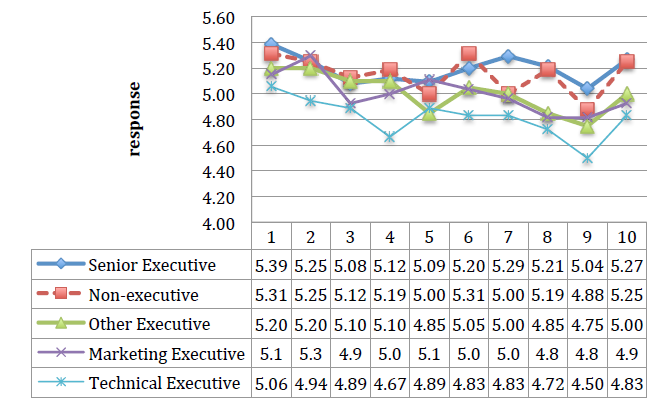 5.60
5.40
5.20
5.00
4.80
4.60
4.40
4.20
4.00
response
1 2 3 4 5 6 7 8 9 10
Senior Executive 5.39 5.25 5.08 5.12 5.09 5.20 5.29 5.21 5.04 5.27
Non-executive 5.31 5.25 5.12 5.19 5.00 5.31 5.00 5.19 4.88 5.25
Other Executive 5.20 5.20 5.10 5.10 4.85 5.05 5.00 4.85 4.75 5.00
Marketing Executive 5.1 5.3 4.9 5.0 5.1 5.0 5.0 4.8 4.8 4.9
Technical Executive 5.06 4.94 4.89 4.67 4.89 4.83 4.83 4.72 4.50 4.83